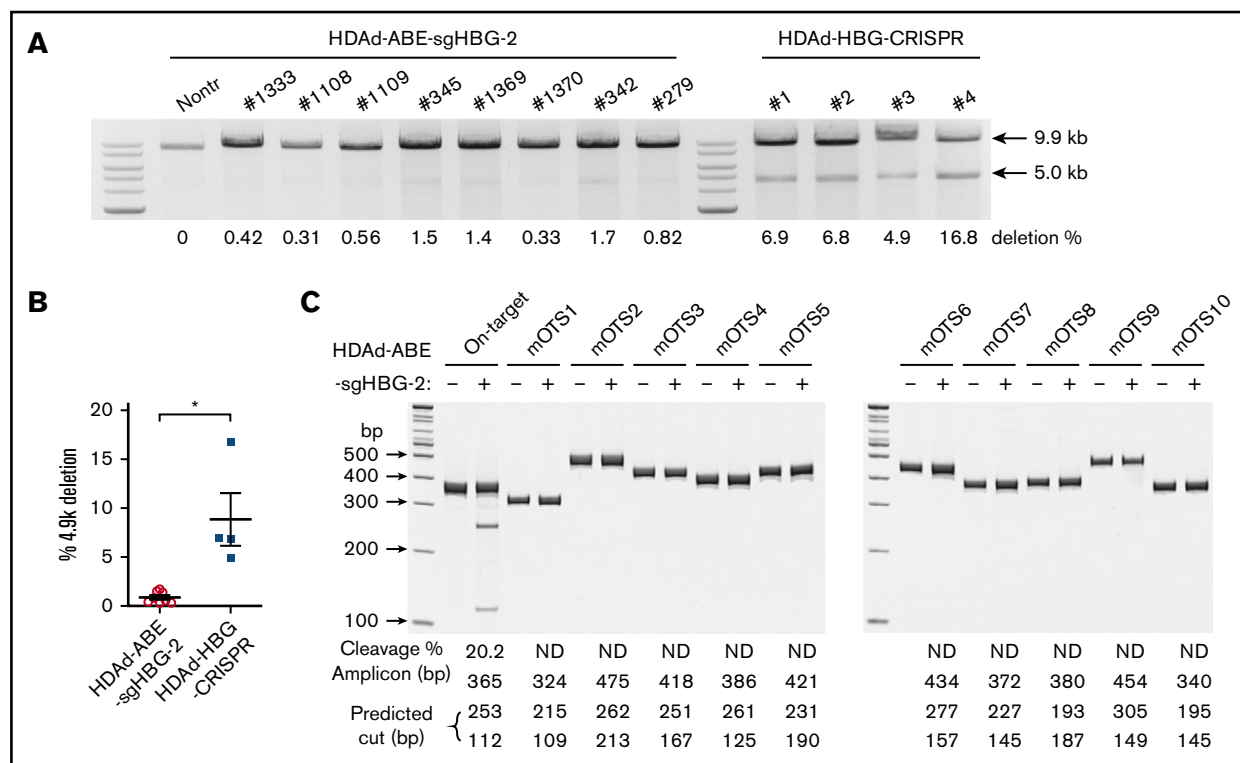 A
HDAd-ABE-sgHBG-2 HDAd-HBG-CRISPR
Nontr #1333 #1108 #1109 #345 #1369 #1370 #342 #279 #1 #2 #3 #4
9.9 kb
5.0 kb
0 0.42 0.31 0.56 1.5 1.4 0.33 1.7 0.82 6.9 6.8 4.9 16.8 deletion %
B
% 4.9k deletion
20
15
10
5
0
*
HDAd-ABE
-sgHBG-2
HDAd-HBG
-CRISPR
C
On-target mOTS1 mOTS2 mOTS3 mOTS4 mOTS5 mOTS6 mOTS7 mOTS8 mOTS9 mOTS10
HDAd-ABE
-sgHBG-2: – + – + – + – + – + – + – + – + – + – + – +
bp
500
400
300
200
100
Cleavage % 20.2 ND ND ND ND ND ND ND ND ND ND
Amplicon (bp) 365 324 475 418 386 421 434 372 380 454 340
Predicted 253 215 262 251 261 231 277 227 193 305 195
cut (bp) 112 109 213 167 125 190 157 145 187 149 145